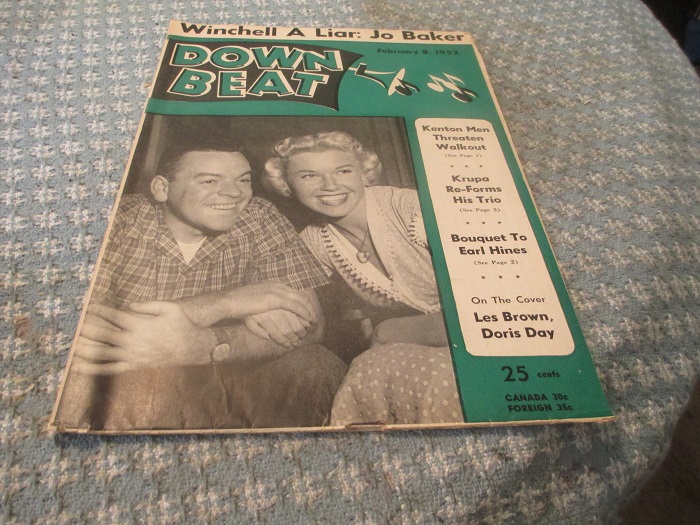 Winchell A Liar: Jo Baker
DOWN
BEAT
February 8, 1952
Kenton Men
Threaten
Walkout
(See Page 1)
* * *
Krupa
Re-Forms
His Trio
(See Page 3)
* * *
Bouquet To
Earl Hines
(See Page 2)
* * *
On The Cover
Les Brown,
Doris Day
25 cents
CANADA 30c
FOREIGN 35c